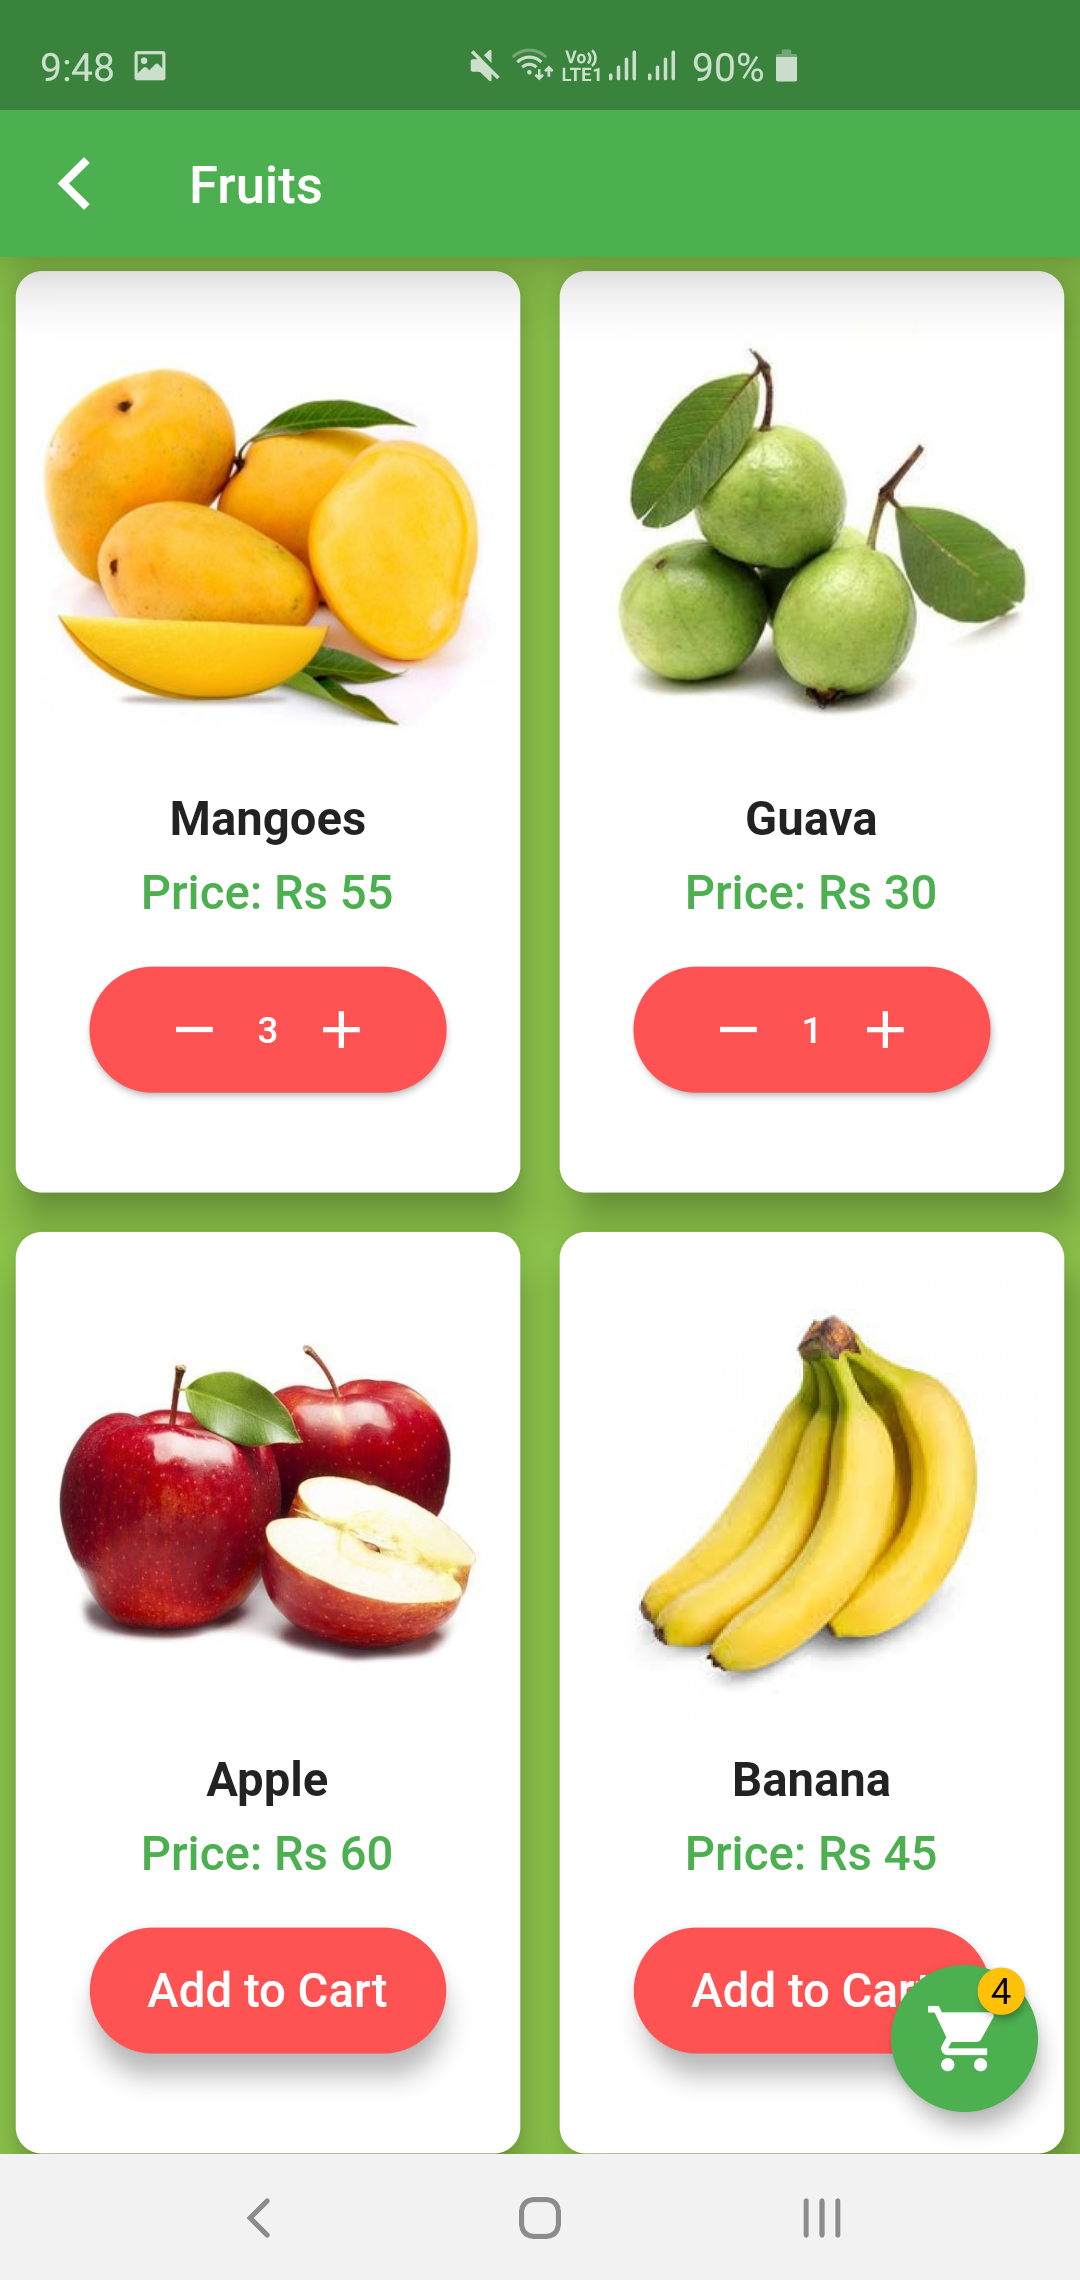 9:48
Vo)) LTE1
90%
Fruits
Mangoes
Price: Rs 55
3
Guava
Price: Rs 30
1
Apple
Price: Rs 60
Add to Cart
Banana
Price: Rs 45
Add to Car
4